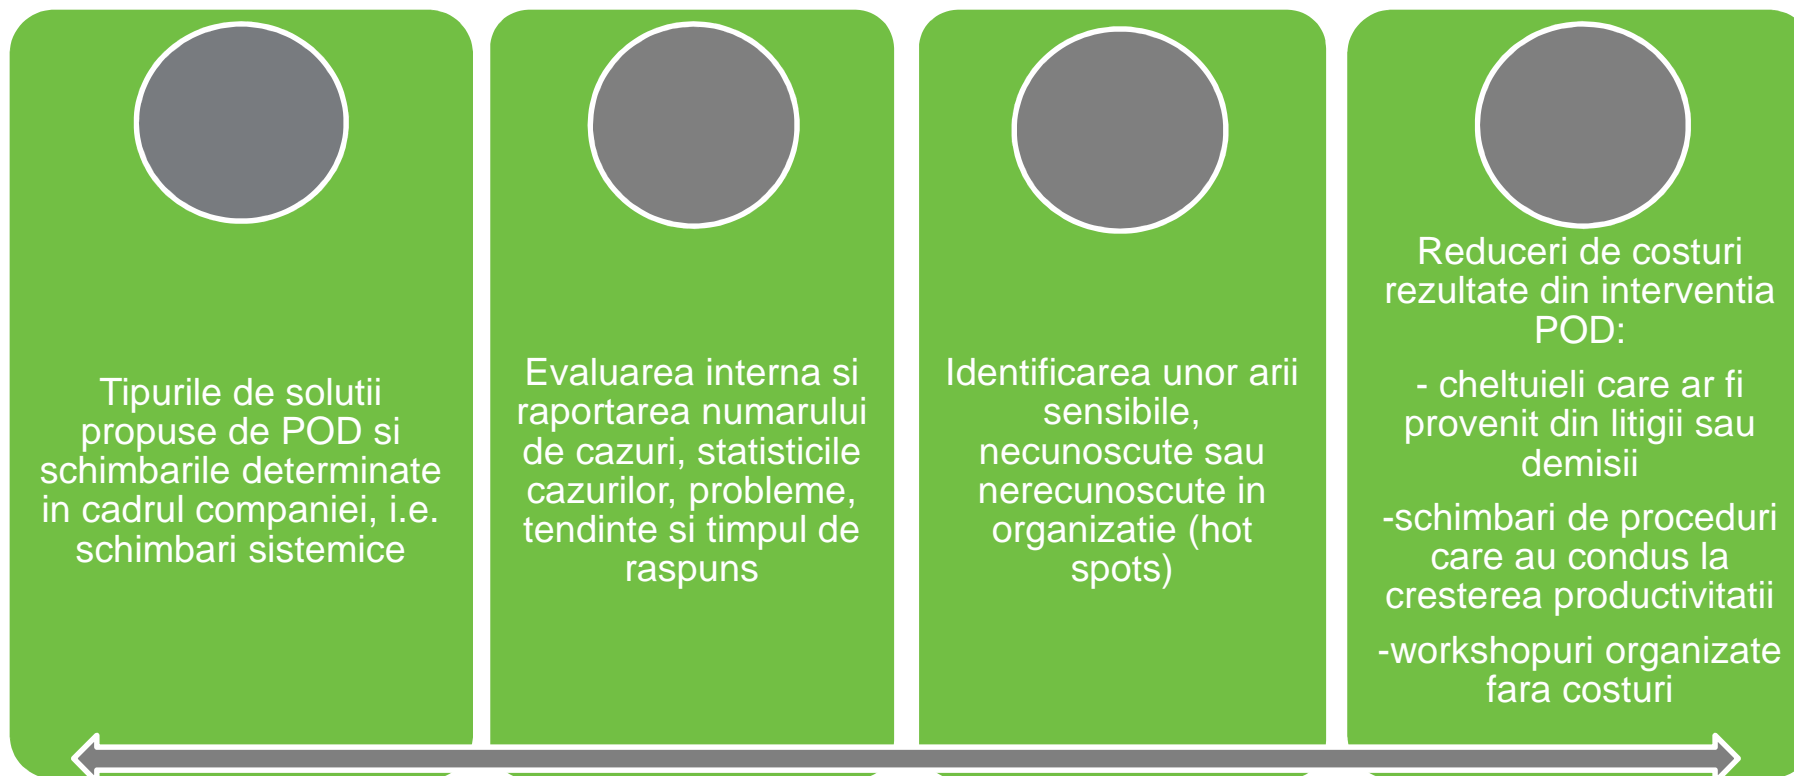 Tipurile de solutii
propuse de POD si
schimbarile determinate
in cadrul companiei, i.e.
schimbari sistemice
Evaluarea interna si
raportarea numarului
de cazuri, statisticile
cazurilor, probleme,
tendinte si timpul de
raspuns
Identificarea unor arii
sensibile,
necunoscute sau
nerecunoscute in
organizatie (hot
spots)
Reduceri de costuri
rezultate din interventia
POD:
- cheltuieli care ar fi
provenit din litigii sau
demisii
-schimbari de proceduri
care au condus la
cresterea productivitatii
-workshopuri organizate
fara costuri